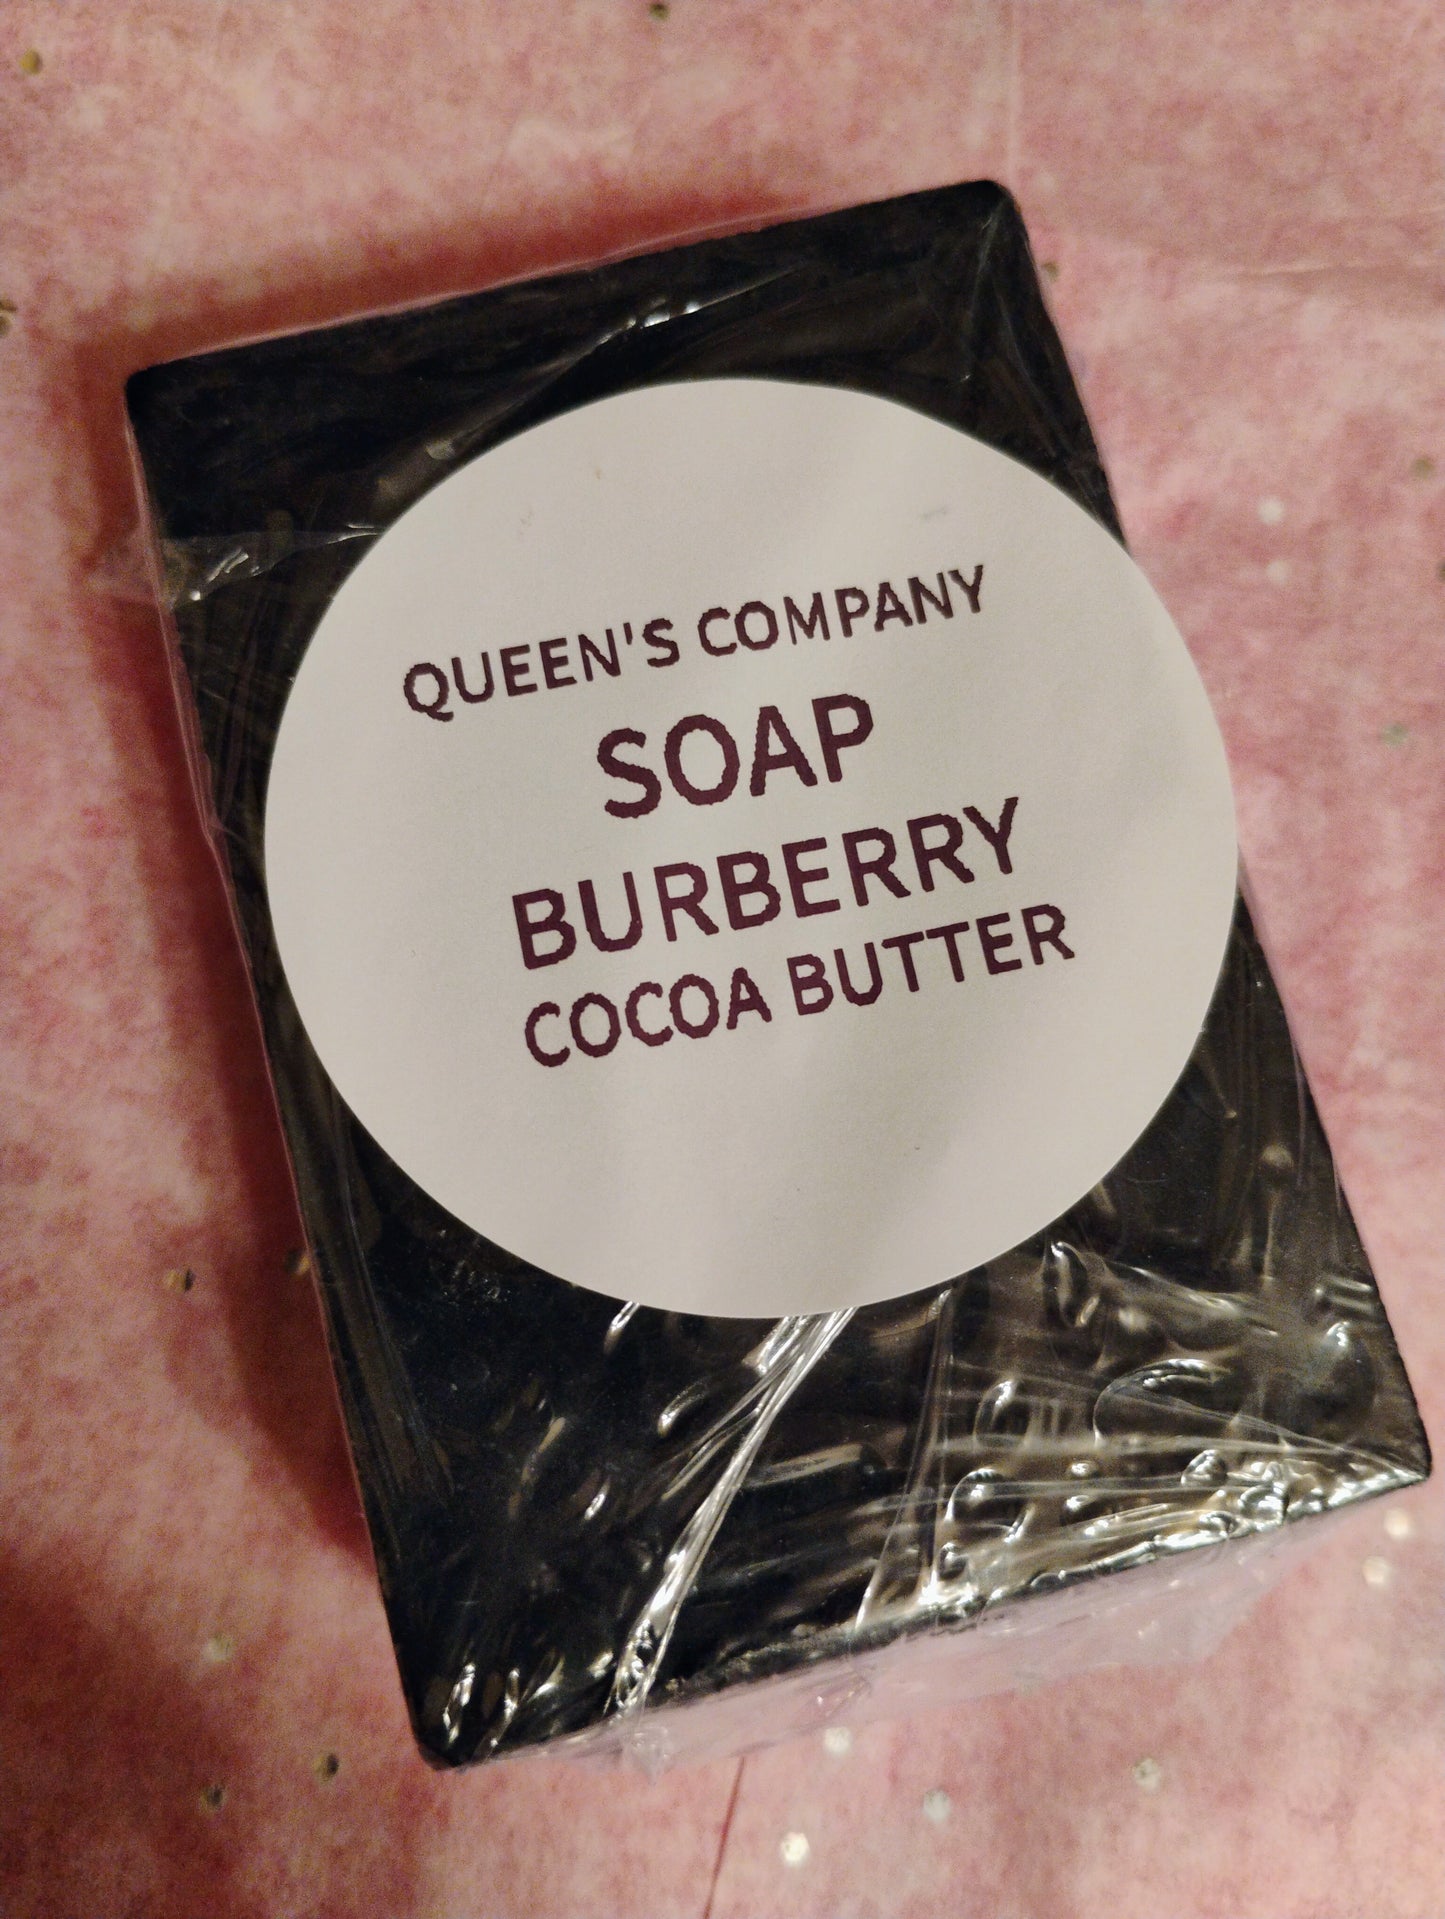 QUEEN'S COMPANY
SOAP
BURBERRY
COCOA BUTTER